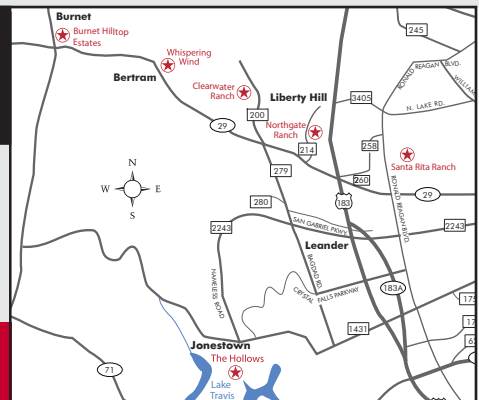 Burnet
Burnet Hilltop
Estates
245
Whispering
Wind
Bertram
RONALD REAGAN BLVD.
Clearwater
Ranch
Liberty Hill
3405
N. LAKE RD.
200
29
Northgate
Ranch
214
258
Santa Rita Ranch
279
260
N
W
E
S
280
183
29
SAN GABRIEL PKWY.
RONALD REAGAN BLVD.
2243
2243
Leander
BAGDAD RD.
NAMELESS ROAD
CRYSTAL FALLS PARKWAY
183A
1431
Jonestown
The Hollows
71
Lake
Travis